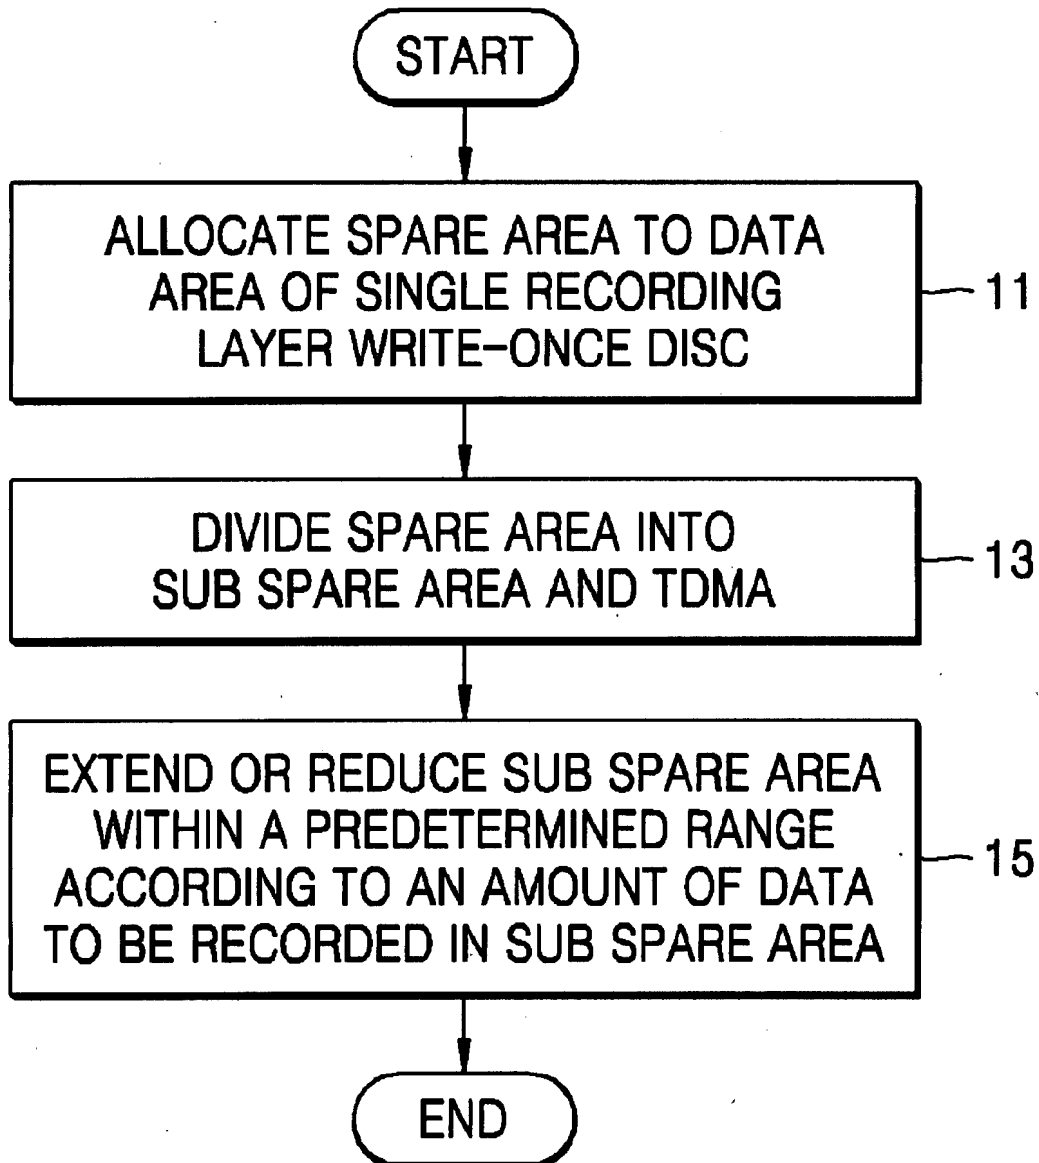 START
ALLOCATE SPARE AREA TO DATA
AREA OF SINGLE RECORDING
LAYER WRITE-ONCE DISC
11
DIVIDE SPARE AREA INTO
SUB SPARE AREA AND TDMA
13
EXTEND OR REDUCE SUB SPARE AREA
WITHIN A PREDETERMINED RANGE
ACCORDING TO AN AMOUNT OF DATA
TO BE RECORDED IN SUB SPARE AREA
15
END